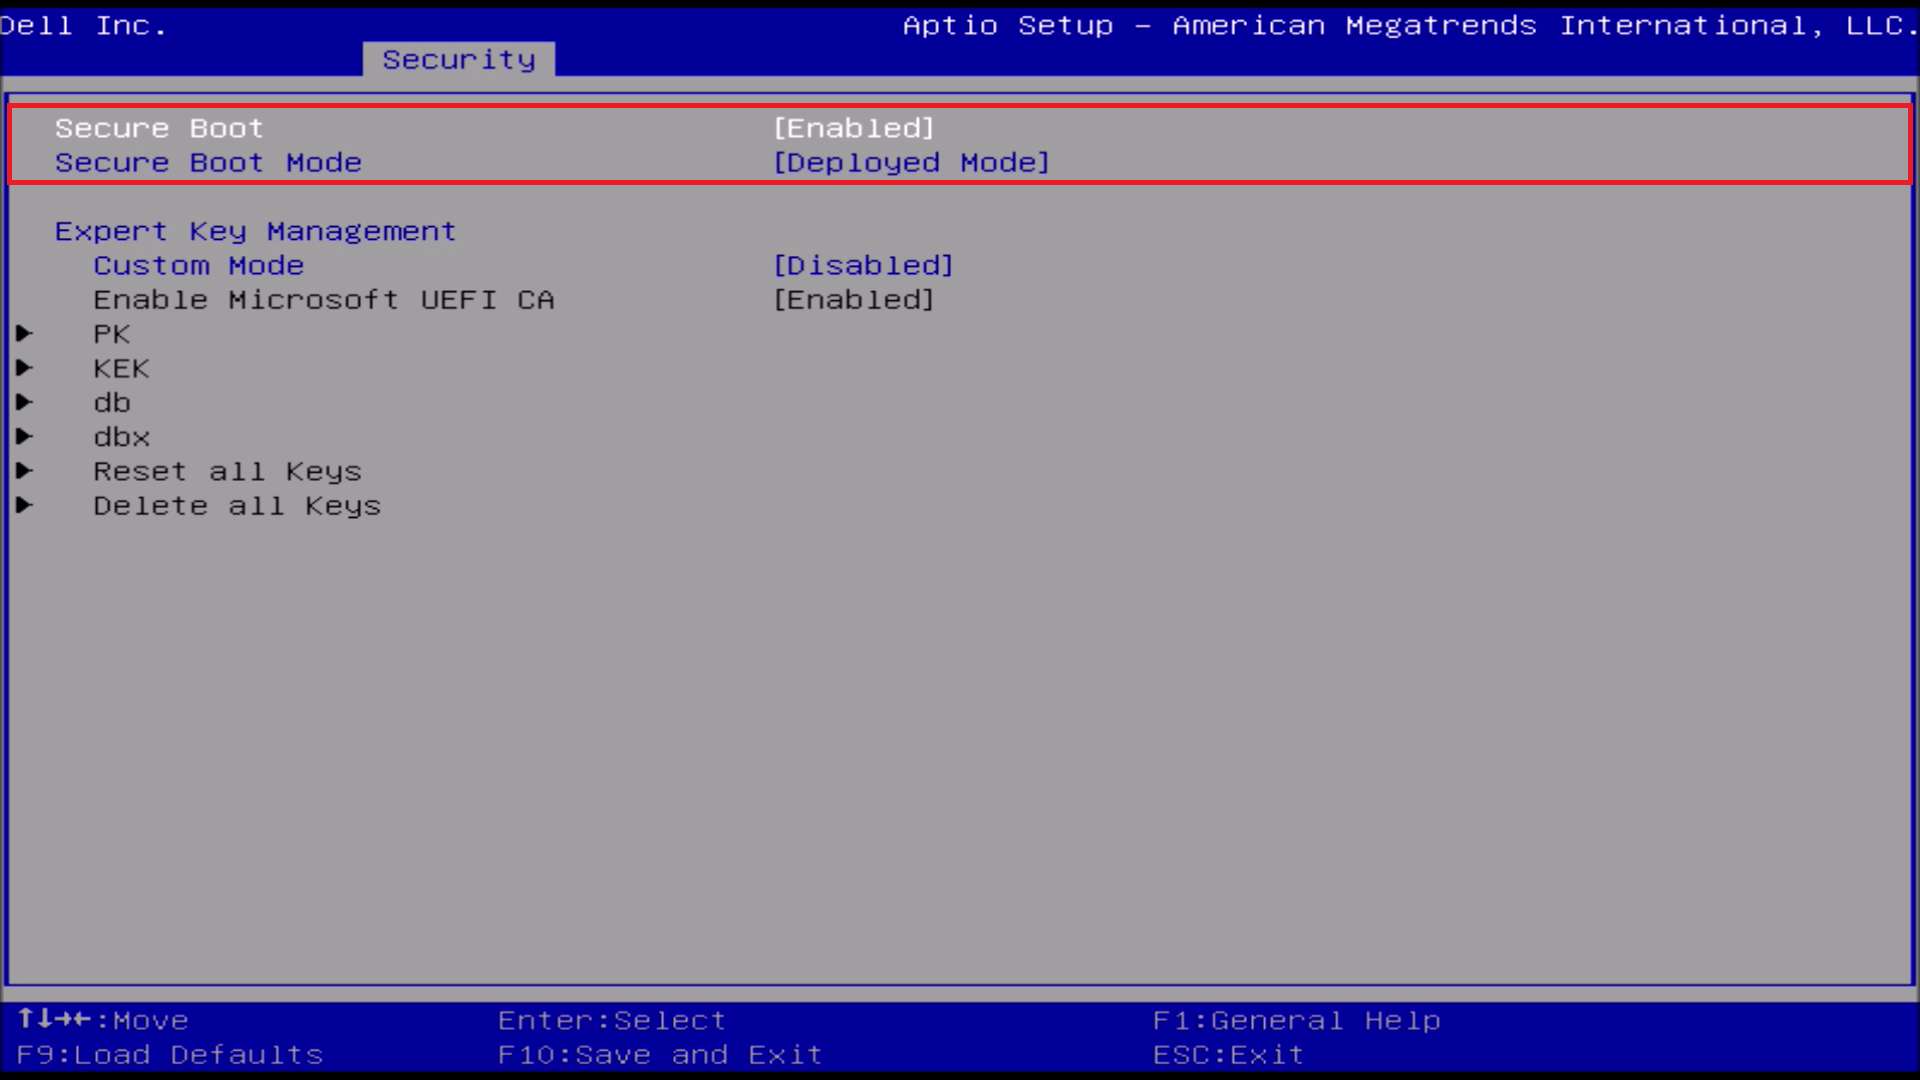 Dell Inc. Aptio Setup - American Megatrends International, LLC.
Security
Secure Boot [Enabled]
Secure Boot Mode [Deployed Mode]
Expert Key Management
Custom Mode [Disabled]
Enable Microsoft UEFI CA [Enabled]
PK
KEK
db
dbx
Reset all Keys
Delete all Keys
↑↓→←:Move Enter:Select F1:General Help
F9:Load Defaults F10:Save and Exit ESC:Exit